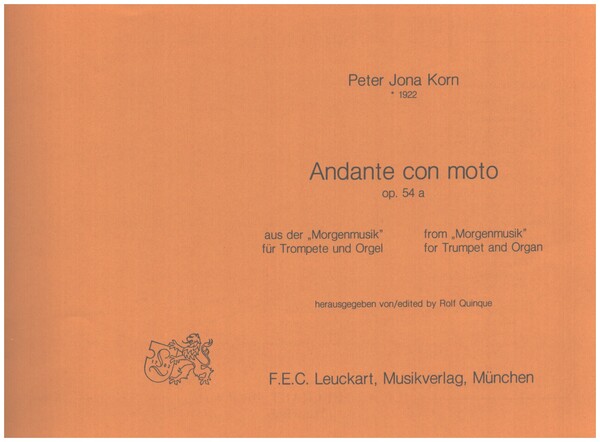 Peter Jona Korn
* 1922
Andante con moto
op. 54 a
aus der „Morgenmusik"
für Trompete und Orgel
from „Morgenmusik"
for Trumpet and Organ
herausgegeben von/edited by Rolf Quinque
F.E.C. Leuckart, Musikverlag, München